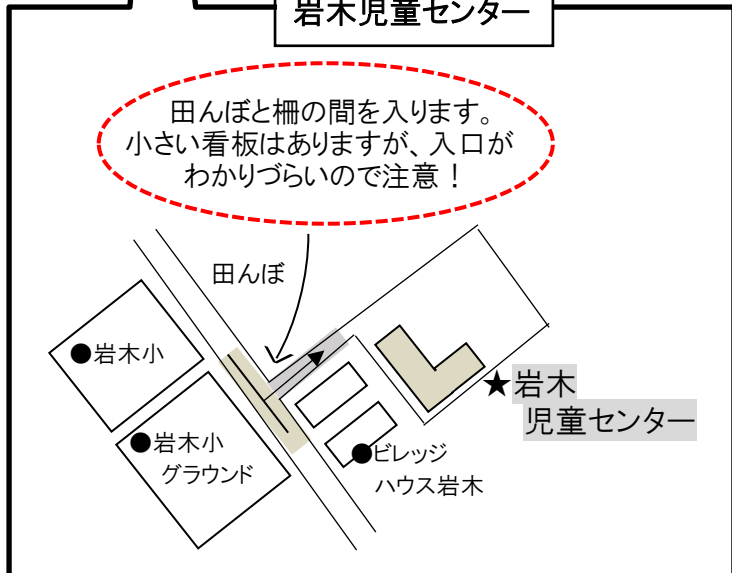 岩木児童センター
田んぼと柵の間を入ります。
小さい看板はありますが、入口が
わかりづらいので注意！
田んぼ
●岩木小
★岩木
児童センター
●岩木小
グラウンド
●ビレッジ
ハウス岩木